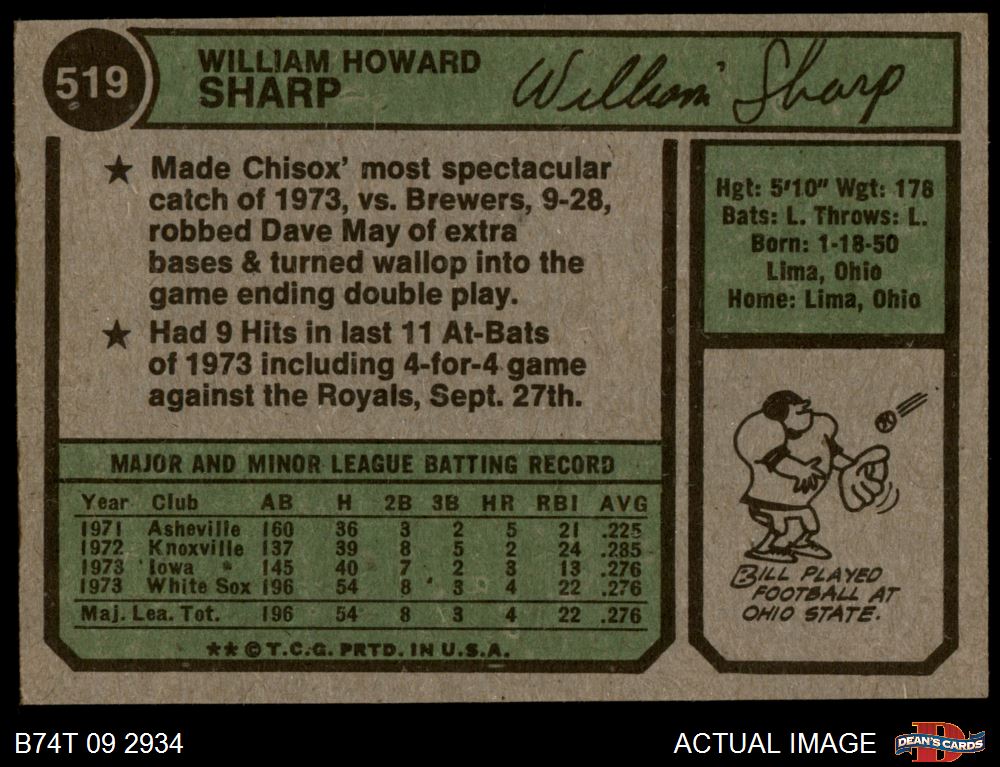 519
WILLIAM HOWARD
SHARP
William Sharp
★ Made Chisox' most spectacular
catch of 1973, vs. Brewers, 9-28,
robbed Dave May of extra
bases & turned wallop into the
game ending double play.
★ Had 9 Hits in last 11 At-Bats
of 1973 including 4-for-4 game
against the Royals, Sept. 27th.
Hgt: 5'10" Wgt: 178
Bats: L. Throws: L.
Born: 1-18-50
Lima, Ohio
Home: Lima, Ohio
MAJOR AND MINOR LEAGUE BATTING RECORD
Year Club AB H 2B 3B HR RBI AVG
1971 Asheville 160 36 3 2 5 21 .225
1972 Knoxville 137 39 8 5 2 24 .285
1973 Iowa 145 40 7 2 3 13 .276
1973 White Sox 196 54 8 3 4 22 .276
Maj. Lea. Tot. 196 54 8 3 4 22 .276
★★ © T.C.G. PRTD. IN U.S.A.
BILL PLAYED
FOOTBALL AT
OHIO STATE.
B74T 09 2934
ACTUAL IMAGE
DEAN'S CARDS